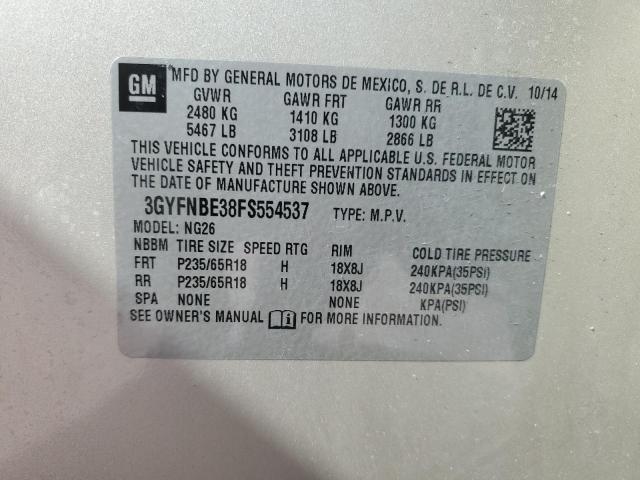 GM
MFD BY GENERAL MOTORS DE MEXICO, S. DE R.L. DE C.V. 10/14
GVWR GAWR FRT GAWR RR
2480 KG 1410 KG 1300 KG
5467 LB 3108 LB 2866 LB
THIS VEHICLE CONFORMS TO ALL APPLICABLE U.S. FEDERAL MOTOR
VEHICLE SAFETY AND THEFT PREVENTION STANDARDS IN EFFECT ON
THE DATE OF MANUFACTURE SHOWN ABOVE.
3GYFNBE38FS554537 TYPE: M.P.V.
MODEL: NG26
NBBM TIRE SIZE SPEED RTG RIM COLD TIRE PRESSURE
FRT P235/65R18 H 18X8J 240KPA(35PSI)
RR P235/65R18 H 18X8J 240KPA(35PSI)
SPA NONE NONE KPA(PSI)
SEE OWNER'S MANUAL FOR MORE INFORMATION.